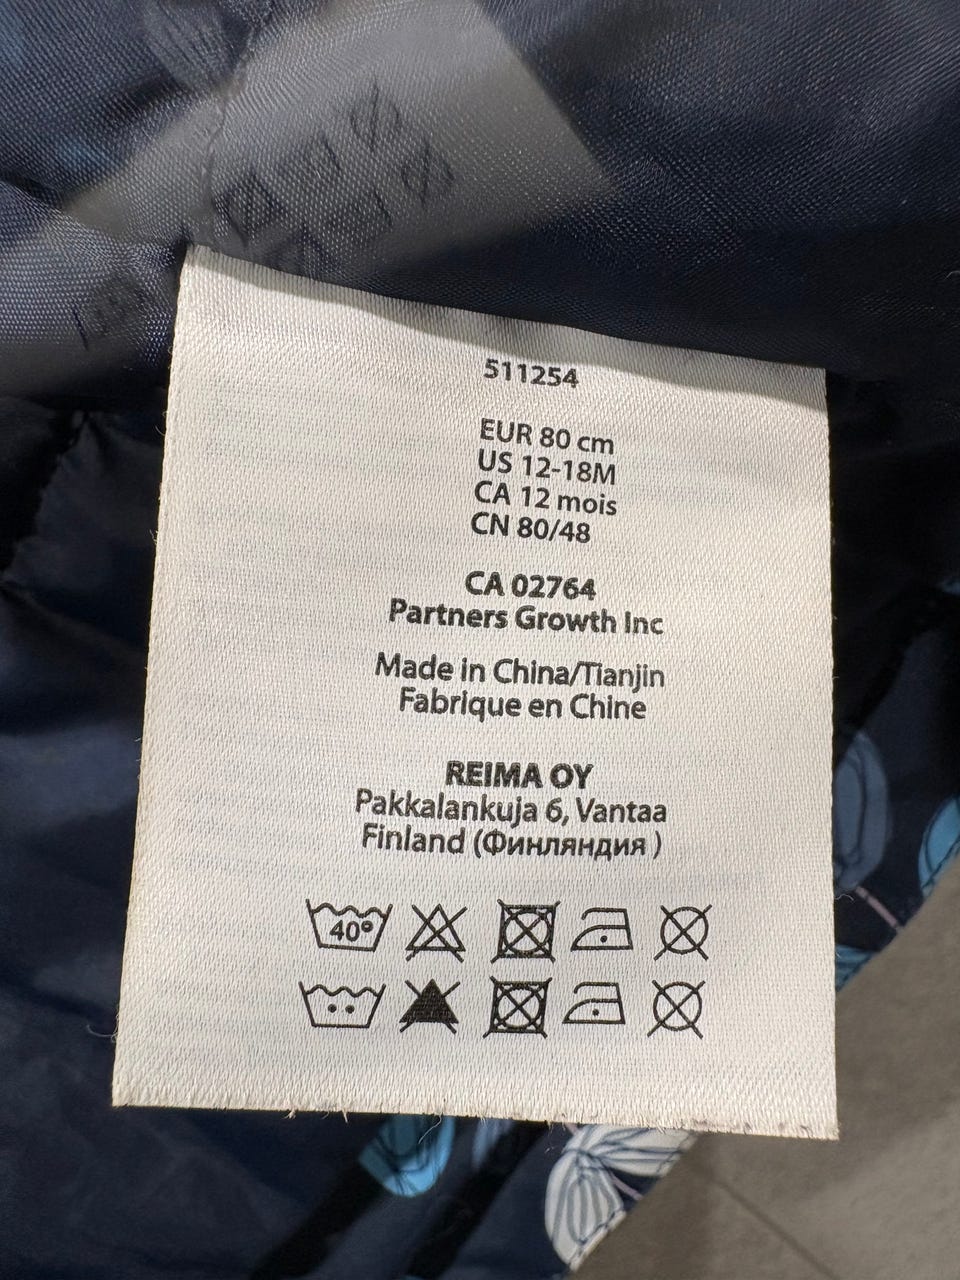 511254
EUR 80 cm
US 12-18M
CA 12 mois
CN 80/48
CA 02764
Partners Growth Inc
Made in China/Tianjin
Fabrique en Chine
REIMA OY
Pakkalankuja 6, Vantaa
Finland (Финляндия )
40º